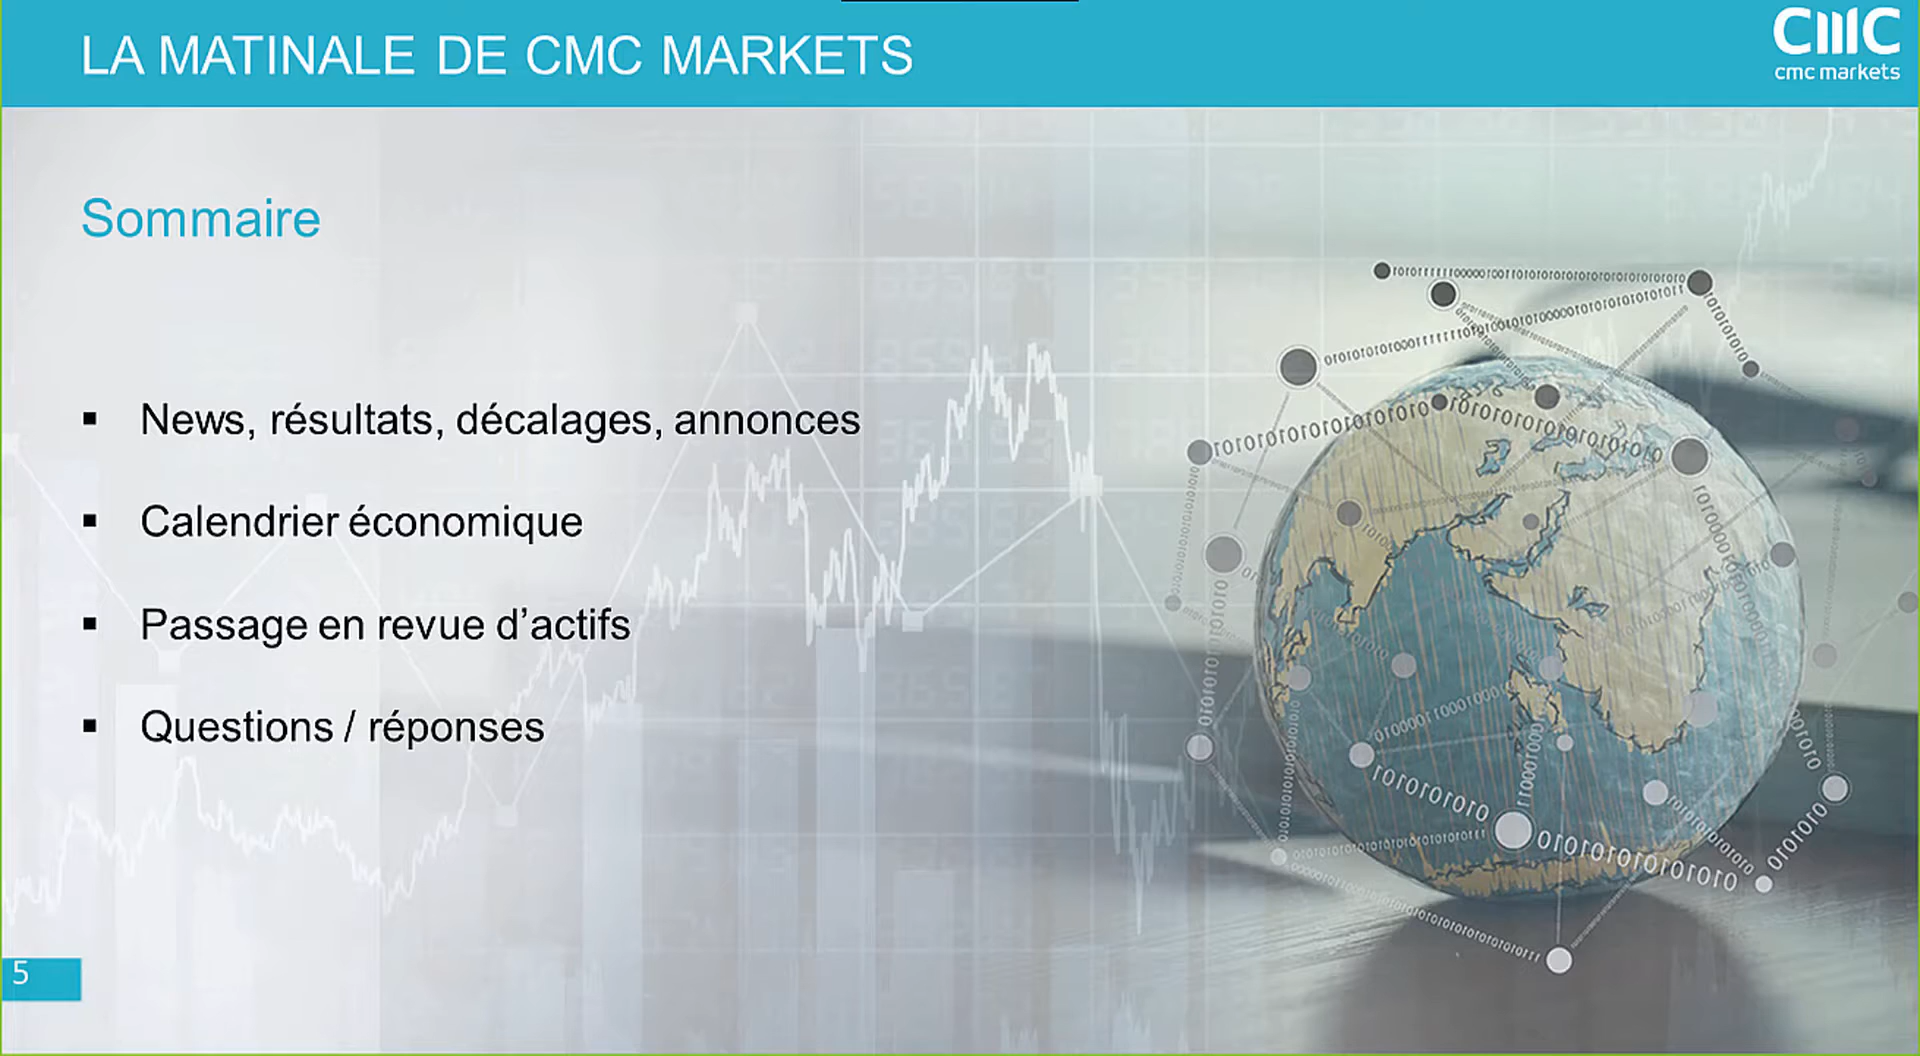 LA MATINALE DE CMC MARKETS
CMC
cmc markets
Sommaire
▪ News, résultats, décalages, annonces
▪ Calendrier économique
▪ Passage en revue d’actifs
▪ Questions / réponses
5